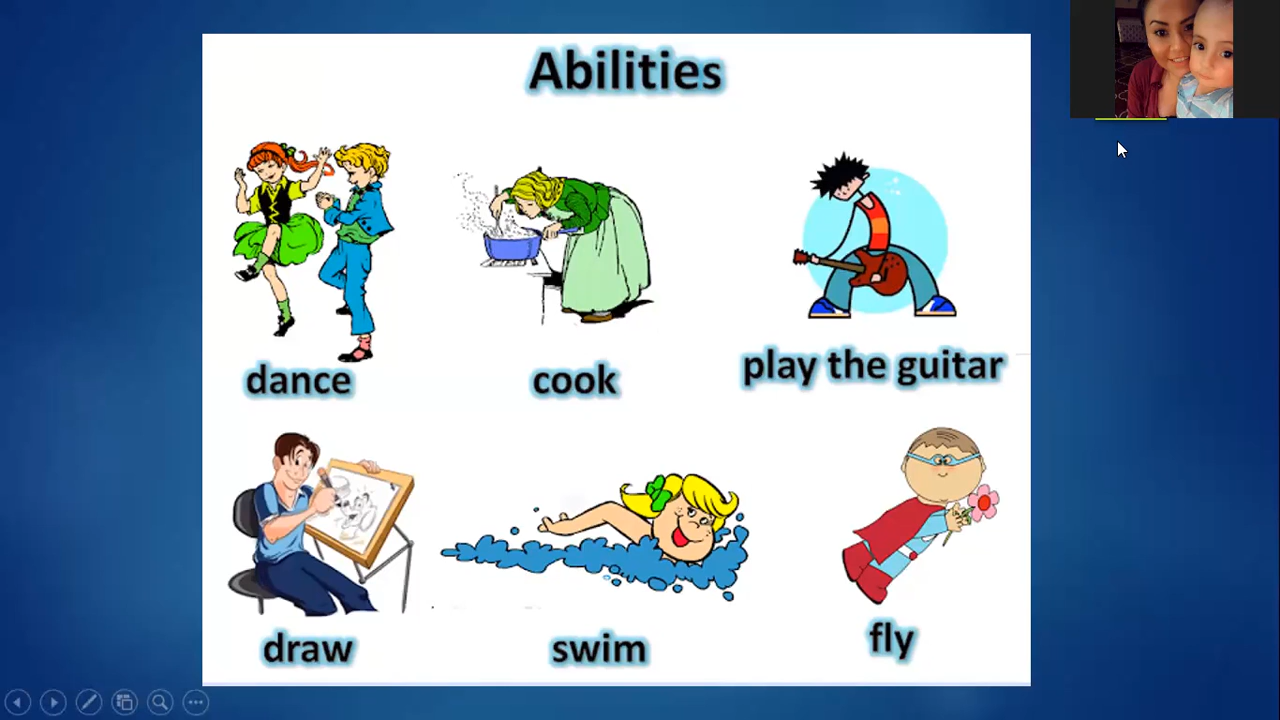 Abilities
dance
cook
play the guitar
draw
swim
fly